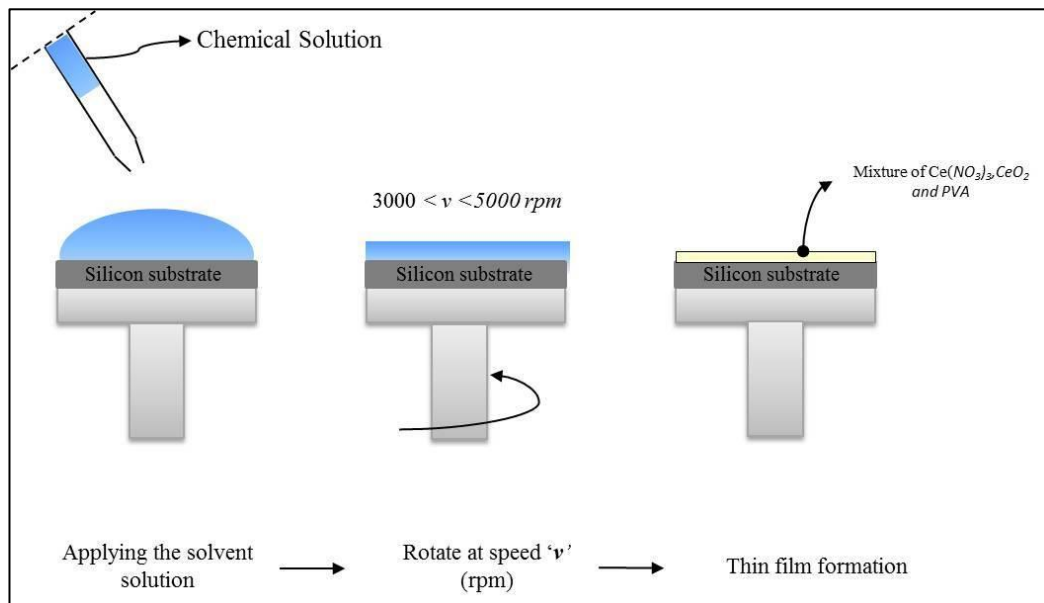 Chemical Solution
Mixture of Ce(NO3)3,CeO2
and PVA
3000 < v <5000 rpm
Silicon substrate
Silicon substrate
Silicon substrate
Applying the solvent
solution
Rotate at speed ‘v’
(rpm)
Thin film formation